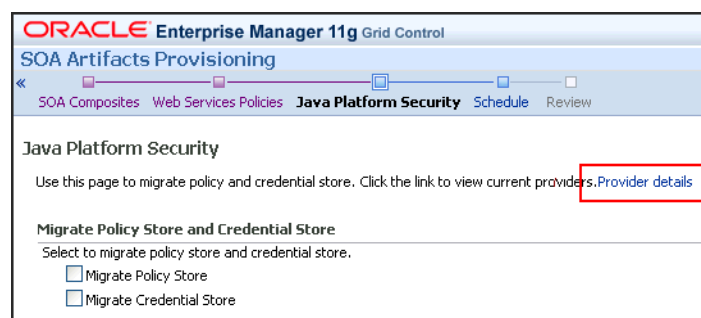 ORACLE Enterprise Manager 11g Grid Control
SOA Artifacts Provisioning
« SOA Composites Web Services Policies Java Platform Security Schedule Review
Java Platform Security
Use this page to migrate policy and credential store. Click the link to view current providers.Provider details
Migrate Policy Store and Credential Store
Select to migrate policy store and credential store.
Migrate Policy Store
Migrate Credential Store